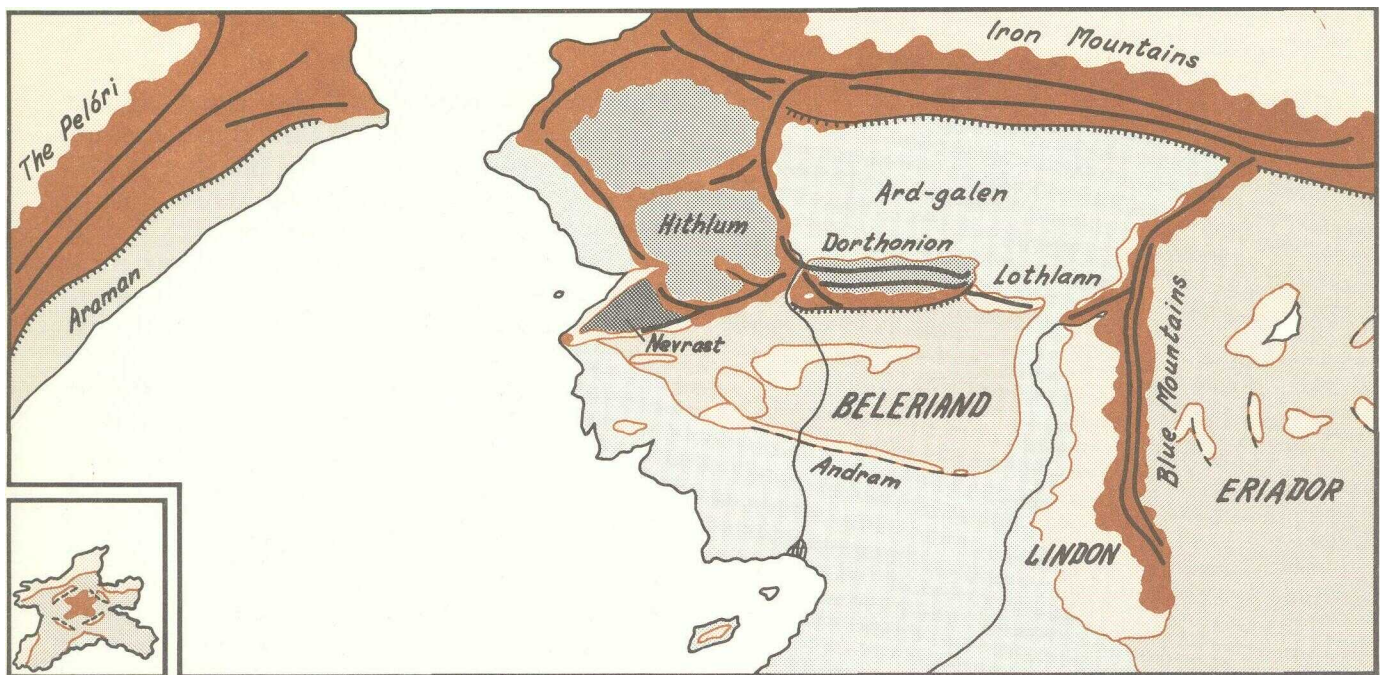 Iron Mountains
The Pelóri
Ard-galen
Hithlum
Dorthonion
Lothlann
Araman
Nevrast
Blue Mountains
BELERIAND
Andram
ERIADOR
LINDON